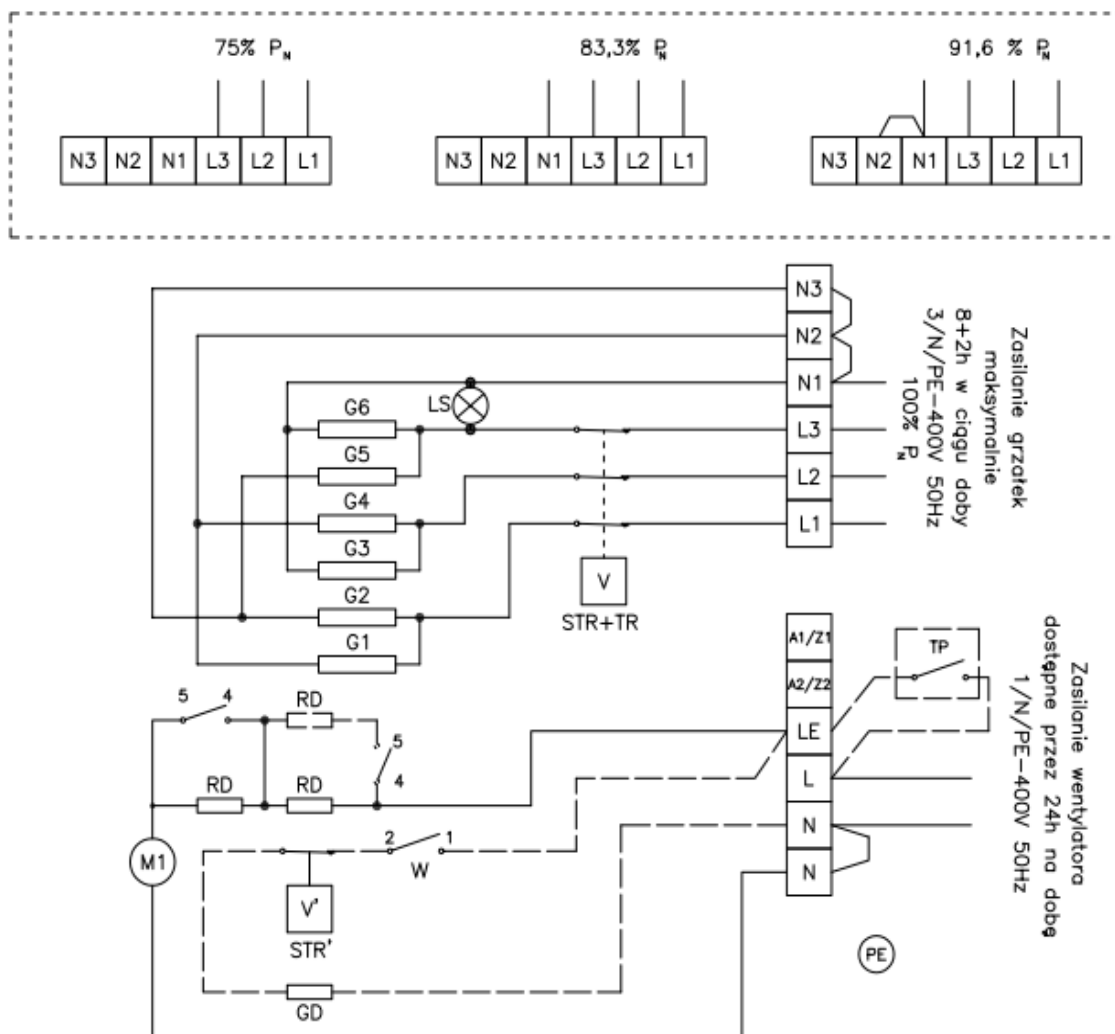 75% PN
83,3% PN
91,6 % PN
N3 N2 N1 L3 L2 L1
N3 N2 N1 L3 L2 L1
N3 N2 N1 L3 L2 L1
N3
N2
N1
L3
L2
L1
Zasilanie grzałek
maksymalnie
8+2h w ciągu doby
3/N/PE-400V 50Hz
100% PN
LS
G6
G5
G4
G3
G2
G1
V
STR+TR
A1/Z1
A2/Z2
LE
L
N
N
TP
Zasilanie wentylatora
dostępne przez 24h na dobę
1/N/PE-400V 50Hz
5 4
RD
5
4
RD
RD
M1
2 1
W
V'
STR'
GD
PE